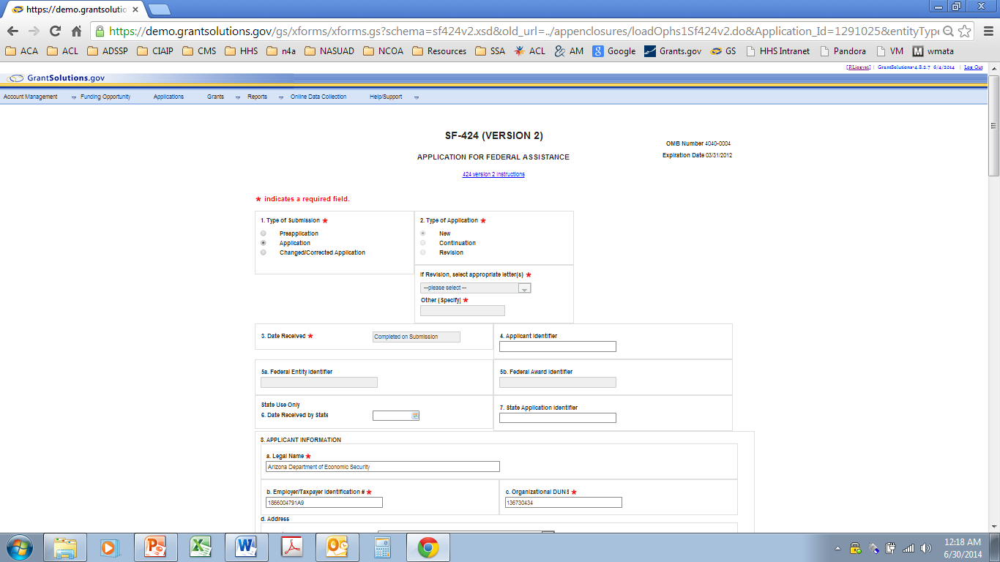 https://demo.grantsolutio
https://demo.grantsolutions.gov/gs/xforms/xforms.gs?schema=sf424v2.xsd&old_url=../appenclosures/loadOphs1Sf424v2.do&Application_Id=1291025&entityType
ACA ACL ADSSP CIAIP CMS HHS n4a NASUAD NCOA Resources SSA ACL AM Google Grants.gov GS HHS Intranet Pandora VM wmata
| GrantSolutions-4.8.2.7 6/4/2014 | Log Out
GrantSolutions.gov
Account Management Funding Opportunity Applications Grants Reports Online Data Collection Help/Support
SF-424 (VERSION 2)
OMB Number 4040-0004
APPLICATION FOR FEDERAL ASSISTANCE
Expiration Date 03/31/2012
424 version 2 Instructions
* indicates a required field.
1. Type of Submission *
Preapplication
Application
Changed/Corrected Application
2. Type of Application *
New
Continuation
Revision
If Revision, select appropriate letter(s) *
--please select --
Other (Specify) *
3. Date Received * Completed on Submission
4. Applicant Identifier
5a. Federal Entity Identifier
5b. Federal Award Identifier
State Use Only
6. Date Received by State
7. State Application Identifier
8. APPLICANT INFORMATION
a. Legal Name *
Arizona Department of Economic Security
b. Employer/Taxpayer Identification # *
1866004791A9
c. Organizational DUNS *
136730434
d. Address
12:18 AM
6/30/2014